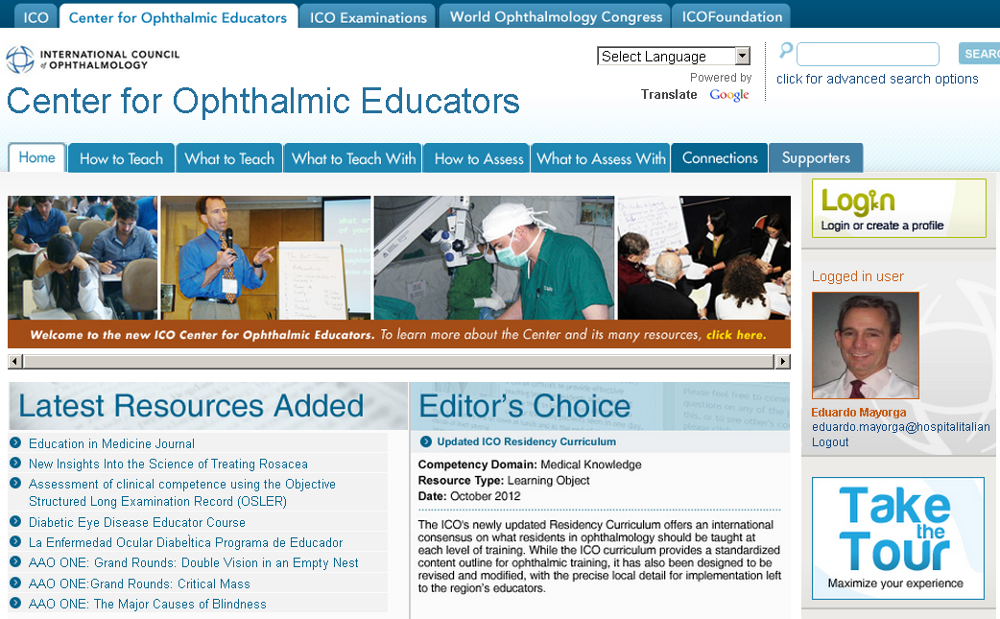 ICO
Center for Ophthalmic Educators
ICO Examinations
World Ophthalmology Congress
ICOFoundation
INTERNATIONAL COUNCIL
of OPHTHALMOLOGY
Center for Ophthalmic Educators
Select Language
Powered by
Translate Google
SEARC
click for advanced search options
Home
How to Teach
What to Teach
What to Teach With
How to Assess
What to Assess With
Connections
Supporters
Welcome to the new ICO Center for Ophthalmic Educators. To learn more about the Center and its many resources, click here.
Latest Resources Added
Education in Medicine Journal
New Insights Into the Science of Treating Rosacea
Assessment of clinical competence using the Objective
Structured Long Examination Record (OSLER)
Diabetic Eye Disease Educator Course
La Enfermedad Ocular Diabeltica Programa de Educador
AAO ONE: Grand Rounds: Double Vision in an Empty Nest
AAO ONE:Grand Rounds: Critical Mass
AAO ONE: The Major Causes of Blindness
Editor's Choice
Updated ICO Residency Curriculum
Competency Domain: Medical Knowledge
Resource Type: Learning Object
Date: October 2012
The ICO's newly updated Residency Curriculum offers an international
consensus on what residents in ophthalmology should be taught at
each level of training. While the ICO curriculum provides a standardized
content outline for ophthalmic training, it has also been designed to be
revised and modified, with the precise local detail for implementation left
to the region's educators.
Login
Login or create a profile
Logged in user
Eduardo Mayorga
eduardo.mayorga@hospitalitalian
Logout
Take
the
Tour
Maximize your experience